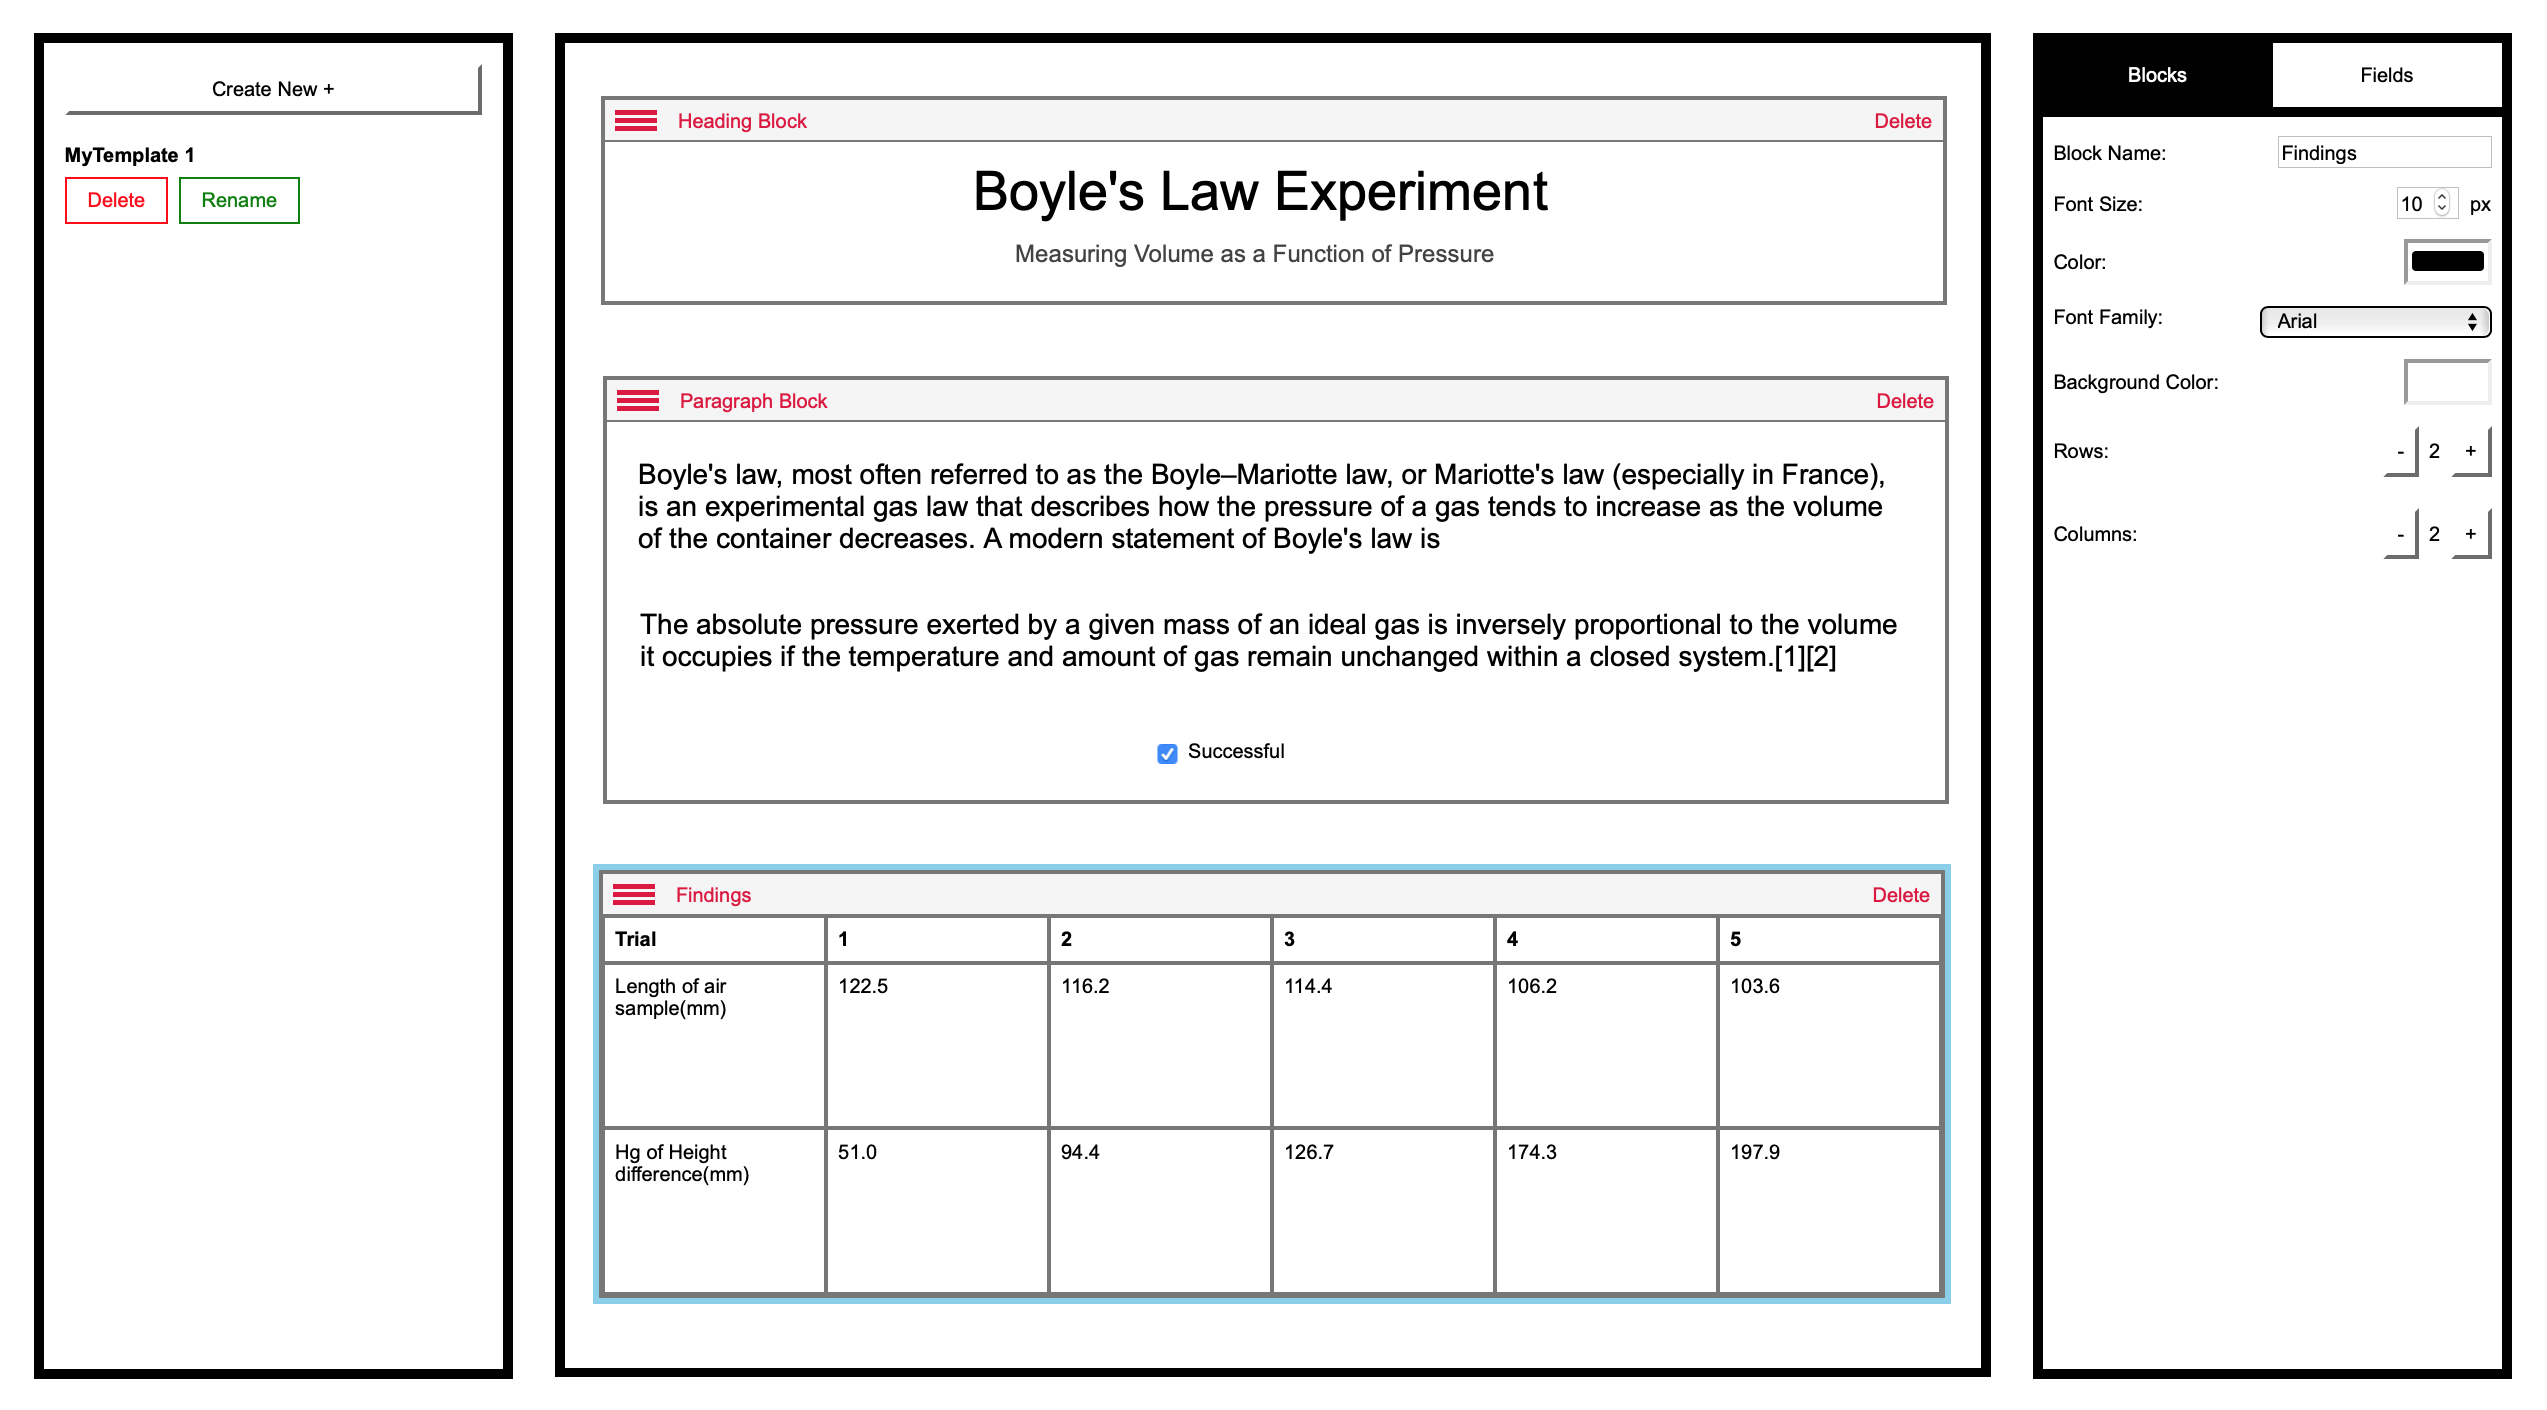 Create New +
MyTemplate 1
Delete Rename
Heading Block Delete
Boyle's Law Experiment
Measuring Volume as a Function of Pressure
Paragraph Block Delete
Boyle's law, most often referred to as the Boyle–Mariotte law, or Mariotte's law (especially in France),
is an experimental gas law that describes how the pressure of a gas tends to increase as the volume
of the container decreases. A modern statement of Boyle's law is
The absolute pressure exerted by a given mass of an ideal gas is inversely proportional to the volume
it occupies if the temperature and amount of gas remain unchanged within a closed system.[1][2]
Successful
Findings Delete
Trial 1 2 3 4 5
Length of air
sample(mm) 122.5 116.2 114.4 106.2 103.6
Hg of Height
difference(mm) 51.0 94.4 126.7 174.3 197.9
Blocks Fields
Block Name: Findings
Font Size: 10 px
Color:
Font Family: Arial
Background Color:
Rows: - 2 +
Columns: - 2 +